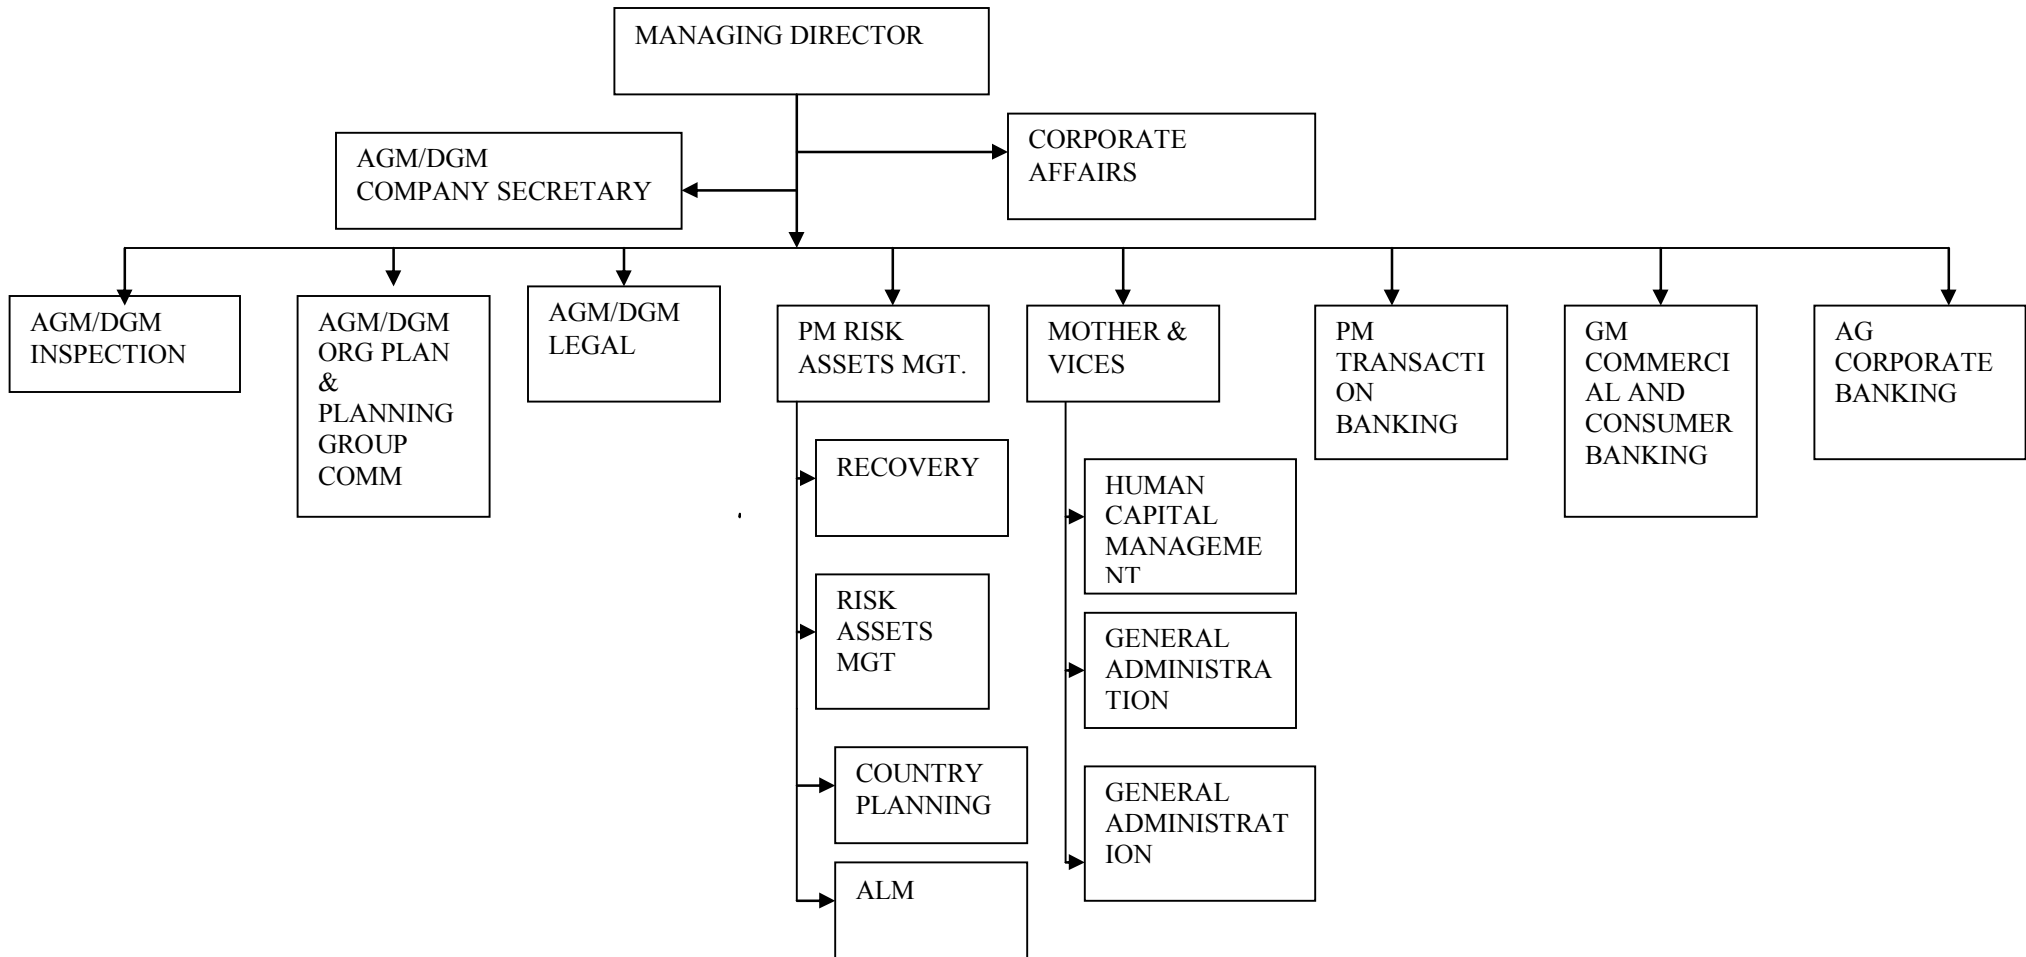 MANAGING DIRECTOR
CORPORATE
AFFAIRS
AGM/DGM
COMPANY SECRETARY
AGM/DGM
INSPECTION
AGM/DGM
ORG PLAN
&
PLANNING
GROUP
COMM
AGM/DGM
LEGAL
PM RISK
ASSETS MGT.
MOTHER &
VICES
PM
TRANSACTI
ON
BANKING
GM
COMMERCI
AL AND
CONSUMER
BANKING
AG
CORPORATE
BANKING
RECOVERY
RISK
ASSETS
MGT
COUNTRY
PLANNING
ALM
HUMAN
CAPITAL
MANAGEME
NT
GENERAL
ADMINISTRA
TION
GENERAL
ADMINISTRAT
ION